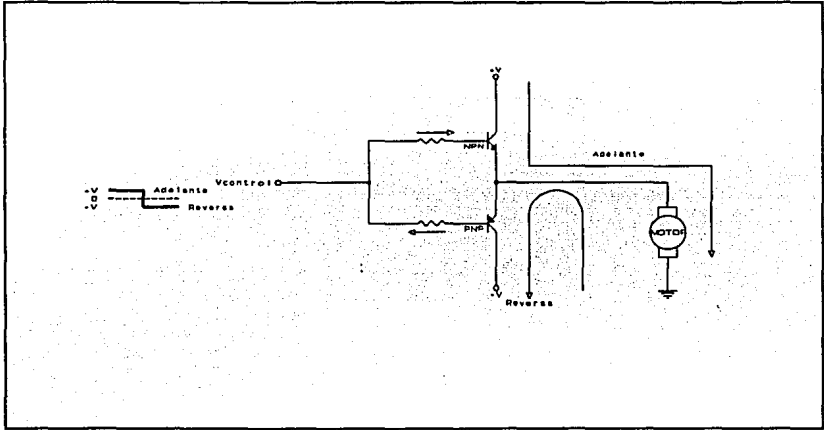 +V
NPN
Adelante
Vcontrol
+V Adelante
0
-V Reversa
PNP
MOTOR
-V
Reversa